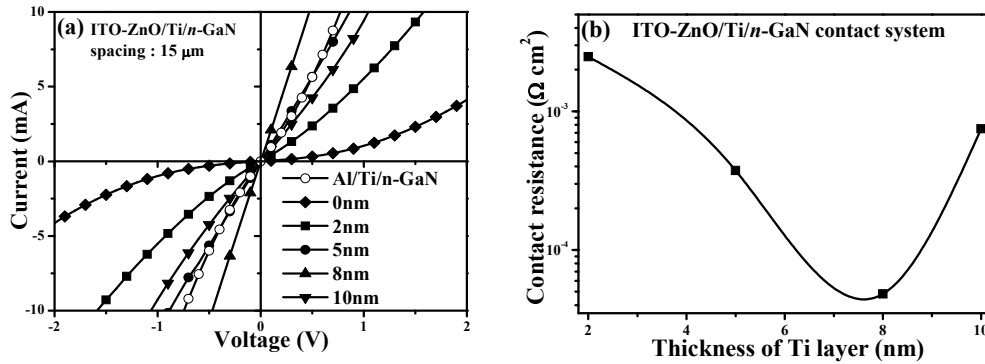 (a) ITO-ZnO/Ti/n-GaN
spacing : 15 μm
Current (mA)
10
5
0
-5
-10
Al/Ti/n-GaN
0nm
2nm
5nm
8nm
10nm
-2 -1 0 1 2
Voltage (V)
(b) ITO-ZnO/Ti/n-GaN contact system
Contact resistance (Ω cm²)
10⁻³
10⁻⁴
2 4 6 8 10
Thickness of Ti layer (nm)